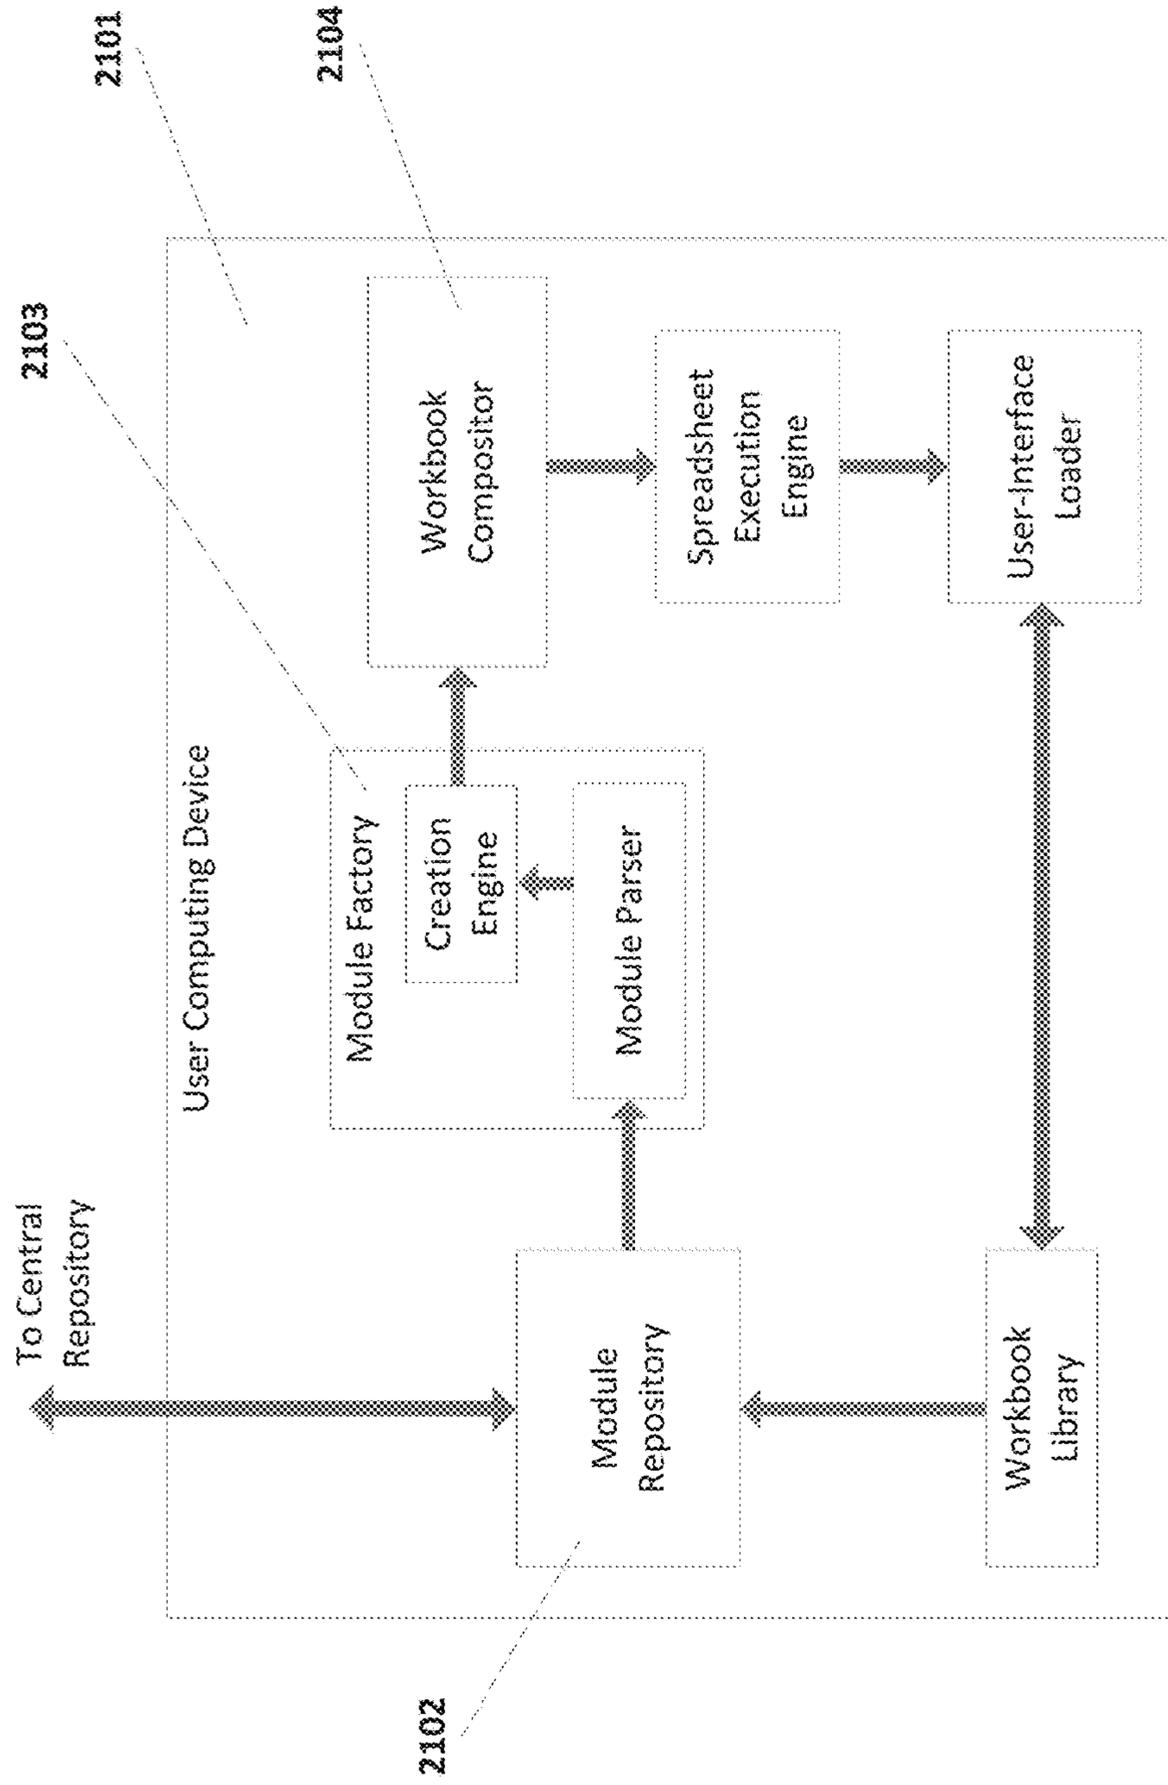 To Central
Repository
2101
2103
2104
User Computing Device
Module Factory
Creation
Engine
Module Parser
Workbook
Compositor
Spreadsheet
Execution
Engine
User-Interface
Loader
Module
Repository
Workbook
Library
2102